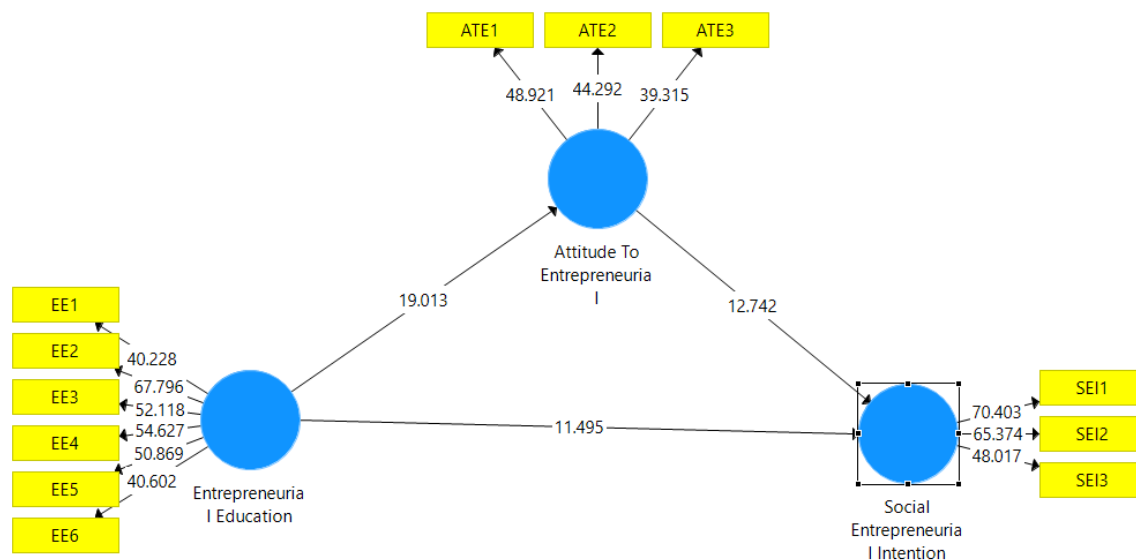 ATE1
ATE2
ATE3
48.921
44.292
39.315
Attitude To
Entrepreneuria
l
19.013
12.742
EE1
EE2
EE3
EE4
EE5
EE6
40.228
67.796
52.118
54.627
50.869
40.602
Entrepreneuria
l Education
11.495
70.403
65.374
48.017
SEI1
SEI2
SEI3
Social
Entrepreneuria
l Intention